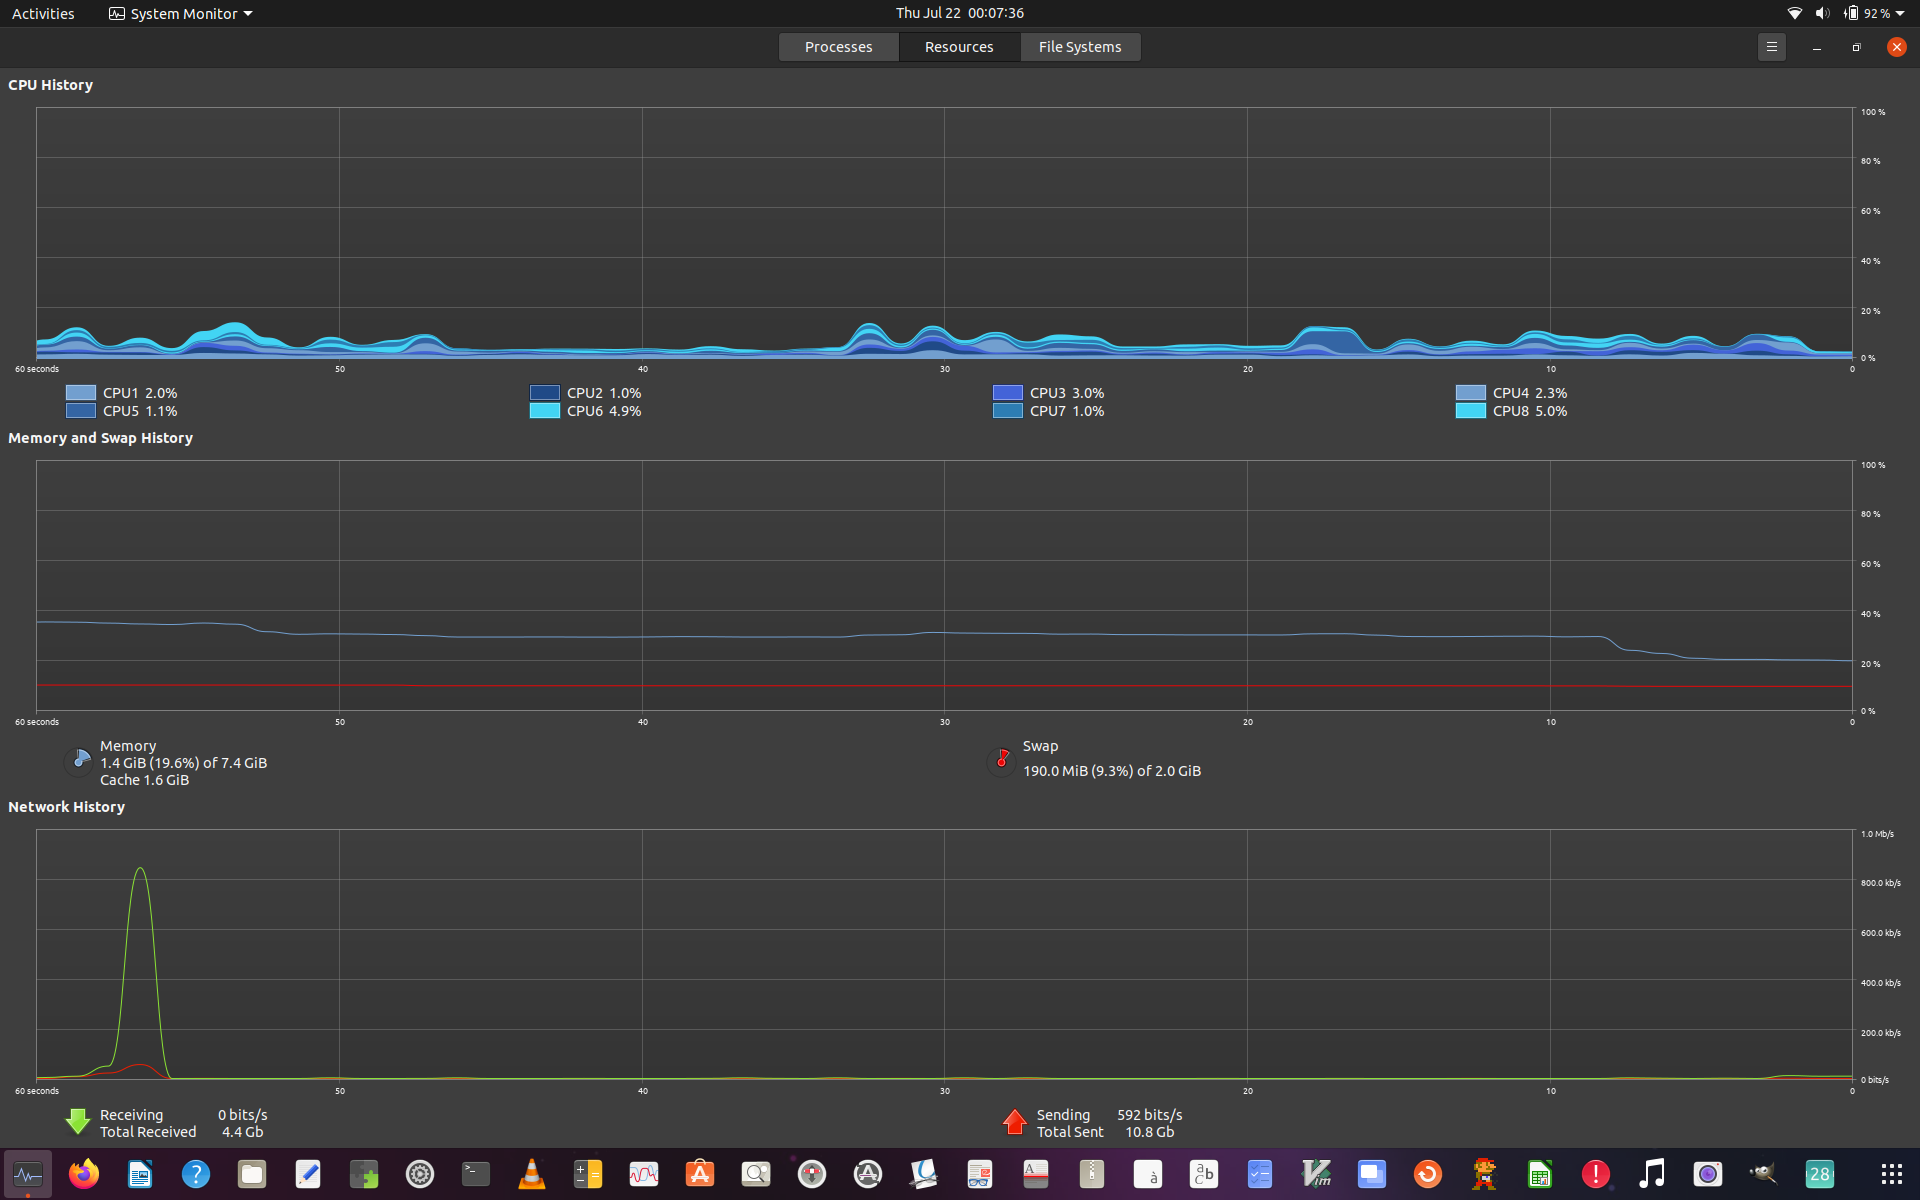 Activities System Monitor Thu Jul 22 00:07:36 92 %
Processes Resources File Systems
CPU History
100 %
80 %
60 %
40 %
20 %
0 %
60 seconds 50 40 30 20 10 0
CPU1 2.0% CPU2 1.0% CPU3 3.0% CPU4 2.3%
CPU5 1.1% CPU6 4.9% CPU7 1.0% CPU8 5.0%
Memory and Swap History
100 %
80 %
60 %
40 %
20 %
0 %
60 seconds 50 40 30 20 10 0
Memory
1.4 GiB (19.6%) of 7.4 GiB
Cache 1.6 GiB
Swap
190.0 MiB (9.3%) of 2.0 GiB
Network History
1.0 Mb/s
800.0 kb/s
600.0 kb/s
400.0 kb/s
200.0 kb/s
0 bits/s
60 seconds 50 40 30 20 10 0
Receiving 0 bits/s
Total Received 4.4 Gb
Sending 592 bits/s
Total Sent 10.8 Gb
? >_ A A à a b c Vim ! 28